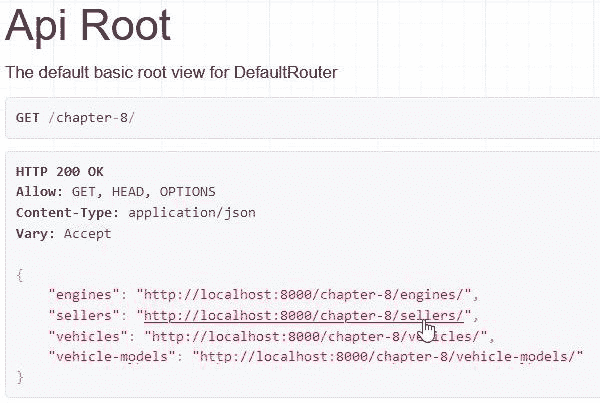 Api Root
The default basic root view for DefaultRouter
GET /chapter-8/
HTTP 200 OK
Allow: GET, HEAD, OPTIONS
Content-Type: application/json
Vary: Accept
{
"engines": "http://localhost:8000/chapter-8/engines/",
"sellers": "http://localhost:8000/chapter-8/sellers/",
"vehicles": "http://localhost:8000/chapter-8/vehicles/",
"vehicle-models": "http://localhost:8000/chapter-8/vehicle-models/"
}